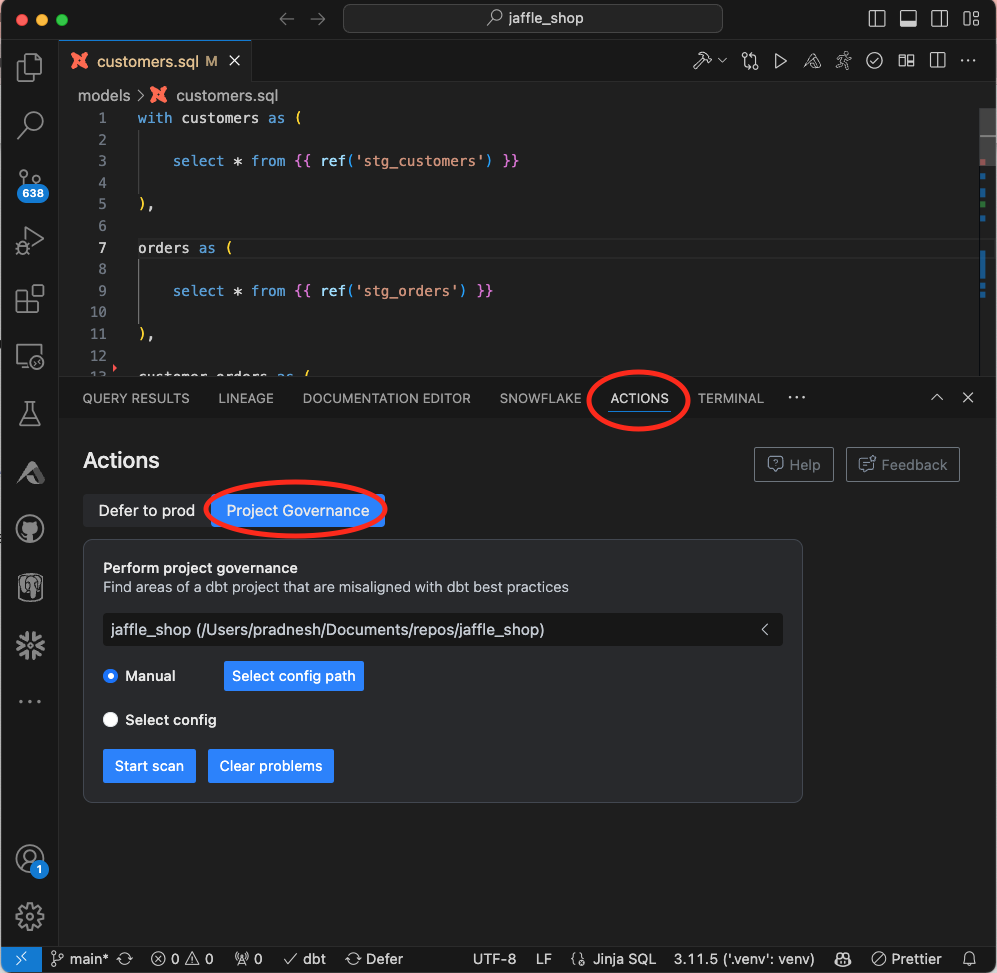 jaffle_shop
customers.sql M
models > customers.sql
1 with customers as (
2
3 select * from {{ ref('stg_customers') }}
4
5 ),
6
7 orders as (
8
9 select * from {{ ref('stg_orders') }}
10
11 ),
12
13 customer_orders as (
638
QUERY RESULTS LINEAGE DOCUMENTATION EDITOR SNOWFLAKE ACTIONS TERMINAL
Actions
Help Feedback
Defer to prod Project Governance
Perform project governance
Find areas of a dbt project that are misaligned with dbt best practices
jaffle_shop (/Users/pradnesh/Documents/repos/jaffle_shop)
Manual Select config path
Select config
Start scan Clear problems
1
main* 0 0 0 dbt Defer UTF-8 LF Jinja SQL 3.11.5 ('.venv': venv) Prettier